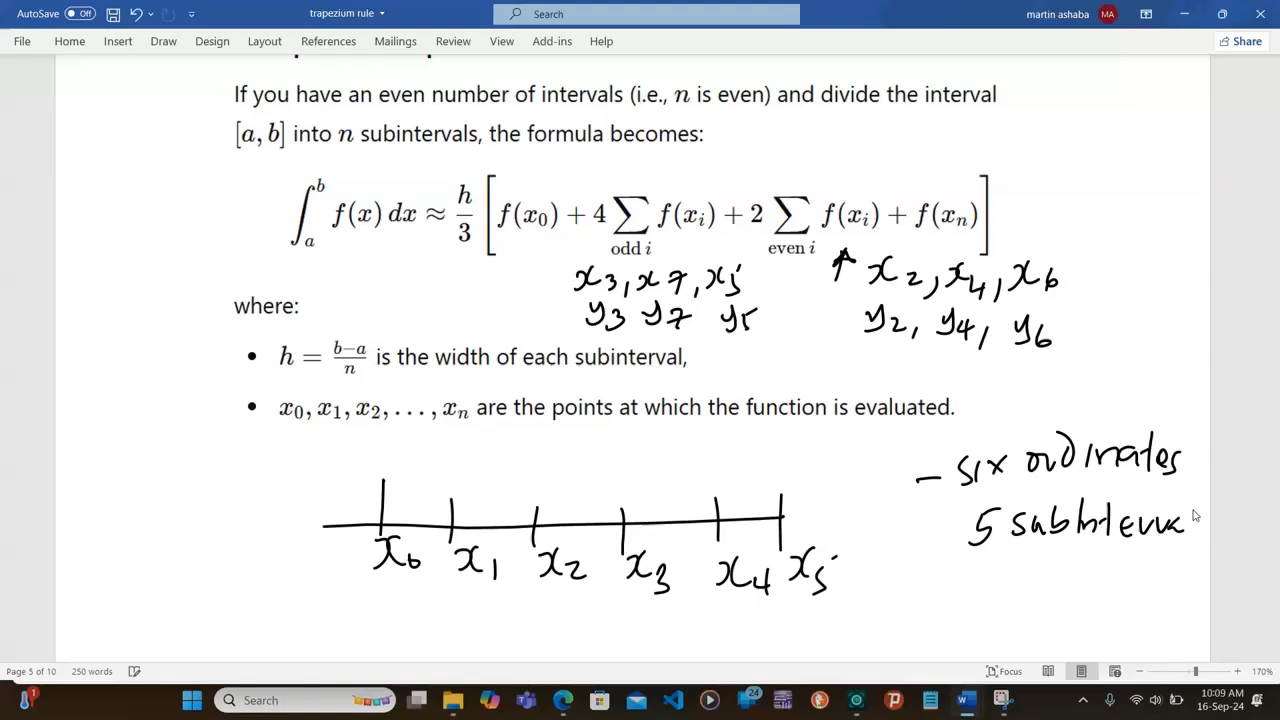 AutoSave Off trapezium rule Search martin ashaba MA
File Home Insert Draw Design Layout References Mailings Review View Add-ins Help Share
If you have an even number of intervals (i.e., n is even) and divide the interval
[a, b] into n subintervals, the formula becomes:
∫_a^b f(x) dx ≈ h/3 [f(x₀) + 4 ∑_{odd i} f(xᵢ) + 2 ∑_{even i} f(xᵢ) + f(xₙ)]
x₃, x₇, x₅ x₂, x₄, x₆
y₃ y₇ y₅ y₂, y₄, y₆
where:
• h = (b−a)/n is the width of each subinterval,
• x₀, x₁, x₂, . . . , xₙ are the points at which the function is evaluated.
– six ordinates
5 subinterva
x₀ x₁ x₂ x₃ x₄ x₅
Page 5 of 10 250 words Focus 170%
1 Search 24 10:09 AM
16-Sep-24